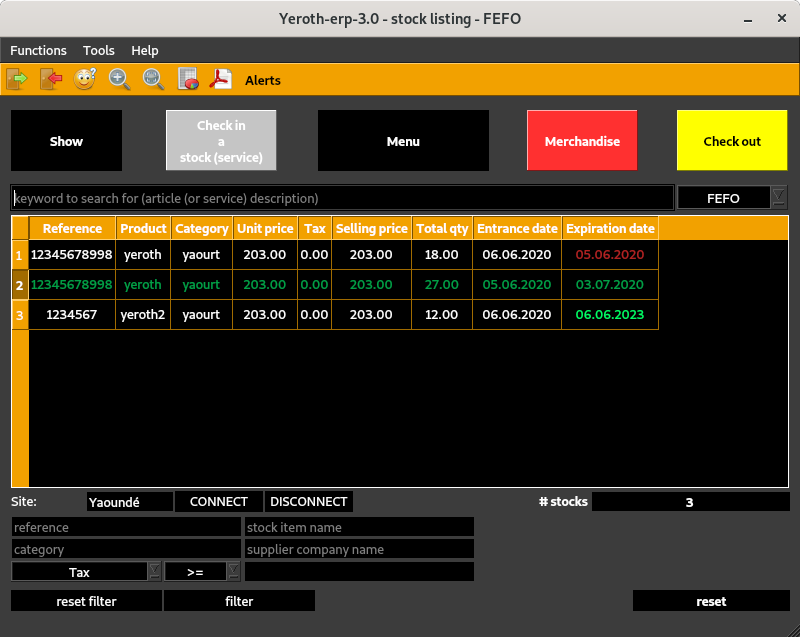 Yeroth-erp-3.0 - stock listing - FEFO
Functions Tools Help
Alerts
Show
Check in
a
stock (service)
Menu
Merchandise
Check out
keyword to search for (article (or service) description)
FEFO
Reference Product Category Unit price Tax Selling price Total qty Entrance date Expiration date
1 12345678998 yeroth yaourt 203.00 0.00 203.00 18.00 06.06.2020 05.06.2020
2 12345678998 yeroth yaourt 203.00 0.00 203.00 27.00 05.06.2020 03.07.2020
3 1234567 yeroth2 yaourt 203.00 0.00 203.00 12.00 06.06.2020 06.06.2023
Site: Yaoundé CONNECT DISCONNECT # stocks 3
reference stock item name
category supplier company name
Tax >=
reset filter filter reset